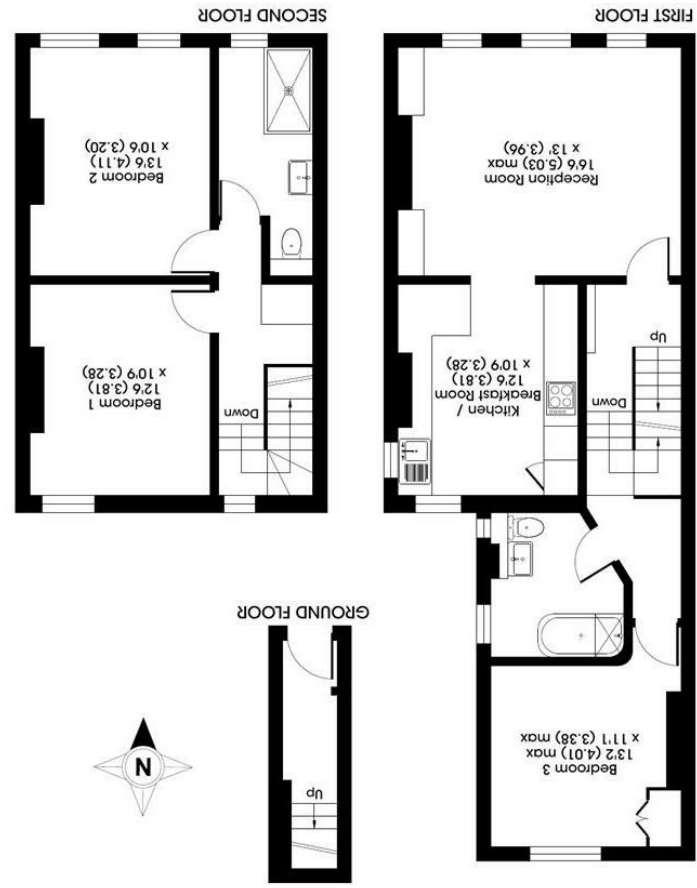 Bedroom 3
13'2 (4.01) max
x 11'1 (3.38) max
Up
GROUND FLOOR
N
Down
Up
Kitchen /
Breakfast Room
12'6 (3.81)
x 10'9 (3.28)
Reception Room
16'6 (5.03) max
x 13' (3.96)
FIRST FLOOR
Down
Bedroom 1
12'6 (3.81)
x 10'9 (3.28)
Bedroom 2
13'6 (4.11)
x 10'6 (3.20)
SECOND FLOOR